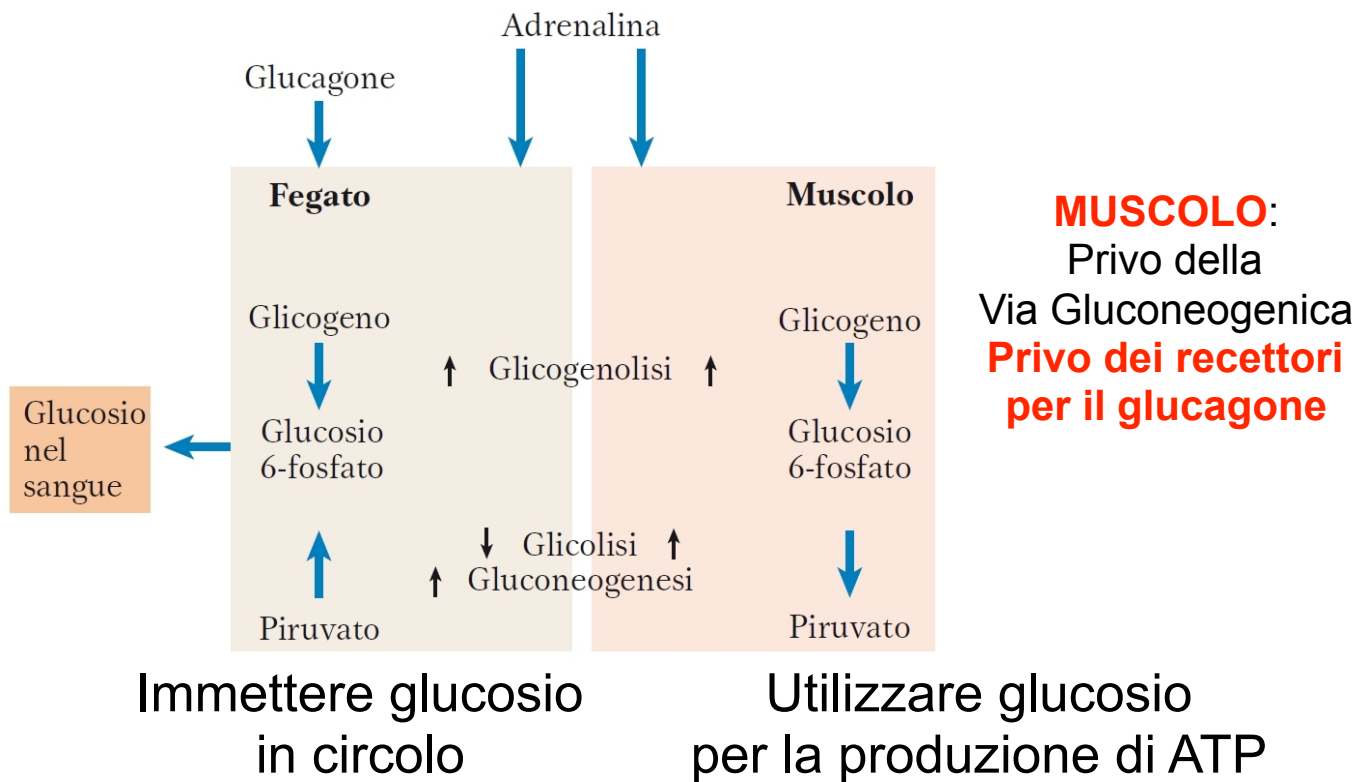 Adrenalina
Glucagone
Fegato
Muscolo
MUSCOLO:
Privo della
Via Gluconeogenica
Privo dei recettori
per il glucagone
Glicogeno
Glicogeno
↑ Glicogenolisi ↑
Glucosio
nel
sangue
Glucosio
6-fosfato
Glucosio
6-fosfato
↓ Glicolisi ↑
↑ Gluconeogenesi
Piruvato
Piruvato
Immettere glucosio
in circolo
Utilizzare glucosio
per la produzione di ATP